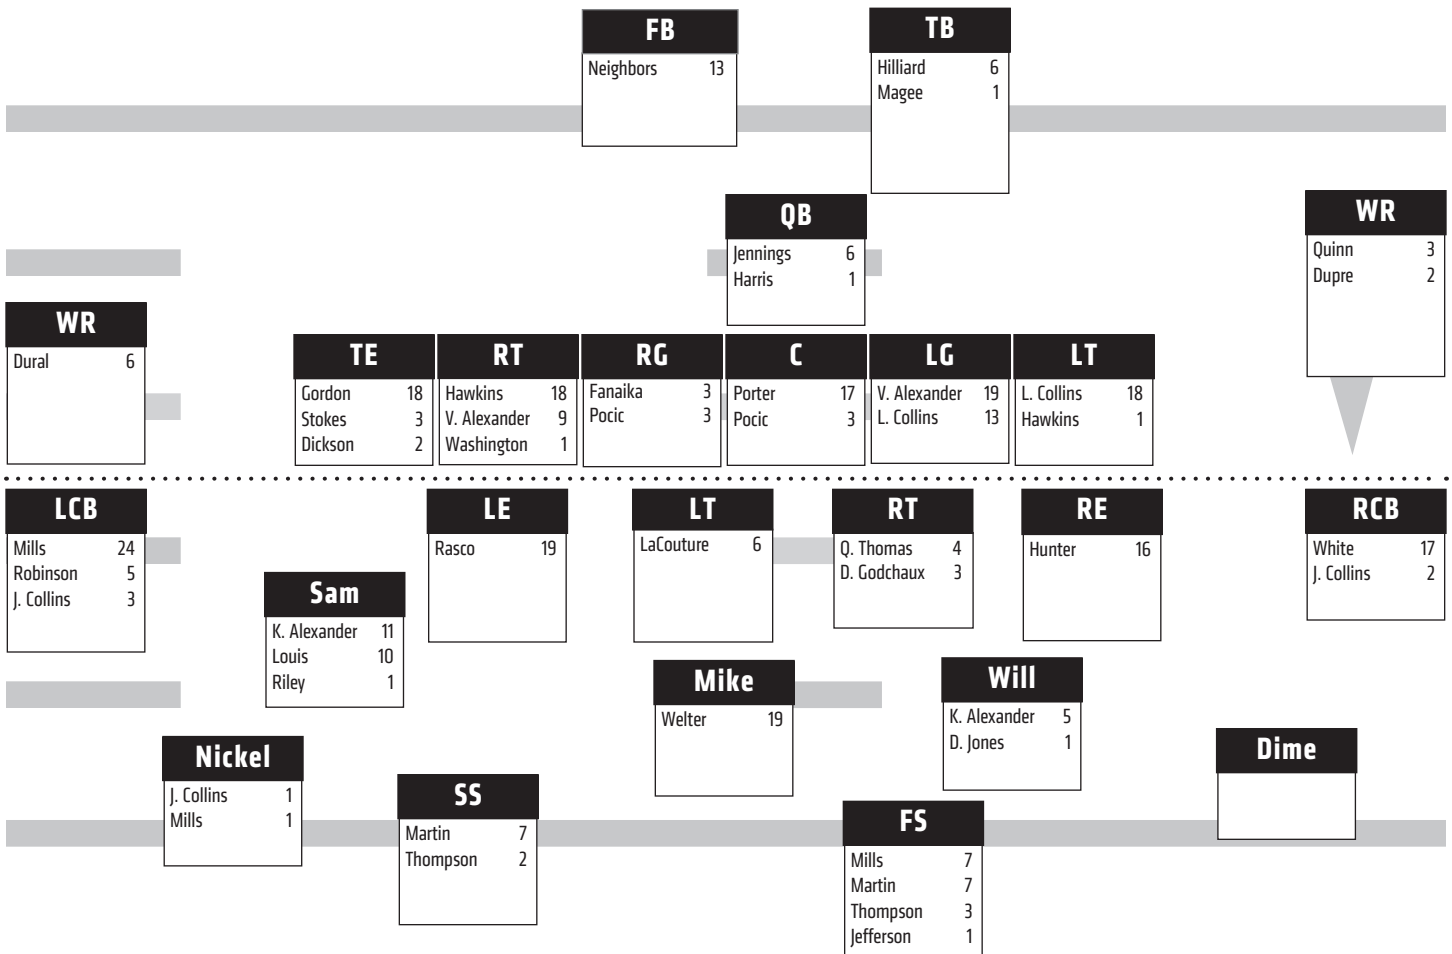 FB
Neighbors 13
TB
Hilliard 6
Magee 1
QB
Jennings 6
Harris 1
WR
Quinn 3
Dupre 2
WR
Dural 6
TE
Gordon 18
Stokes 3
Dickson 2
RT
Hawkins 18
V. Alexander 9
Washington 1
RG
Fanaika 3
Pocic 3
C
Porter 17
Pocic 3
LG
V. Alexander 19
L. Collins 13
LT
L. Collins 18
Hawkins 1
LCB
Mills 24
Robinson 5
J. Collins 3
Sam
K. Alexander 11
Louis 10
Riley 1
LE
Rasco 19
LT
LaCouture 6
RT
Q. Thomas 4
D. Godchaux 3
RE
Hunter 16
RCB
White 17
J. Collins 2
Mike
Welter 19
Will
K. Alexander 5
D. Jones 1
Nickel
J. Collins 1
Mills 1
SS
Martin 7
Thompson 2
FS
Mills 7
Martin 7
Thompson 3
Jefferson 1
Dime